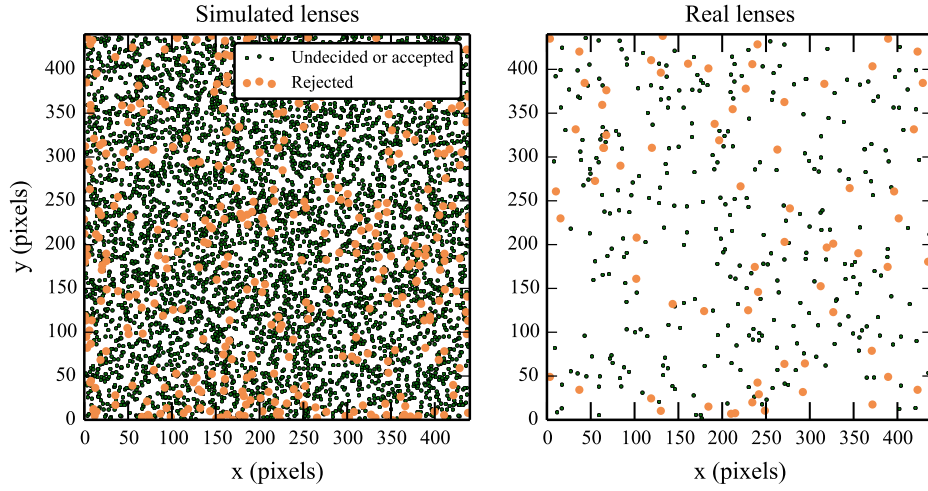 Simulated lenses
Real lenses
Undecided or accepted
Rejected
y (pixels)
400
350
300
250
200
150
100
50
0
0 50 100 150 200 250 300 350 400
x (pixels)
400
350
300
250
200
150
100
50
0
0 50 100 150 200 250 300 350 400
x (pixels)